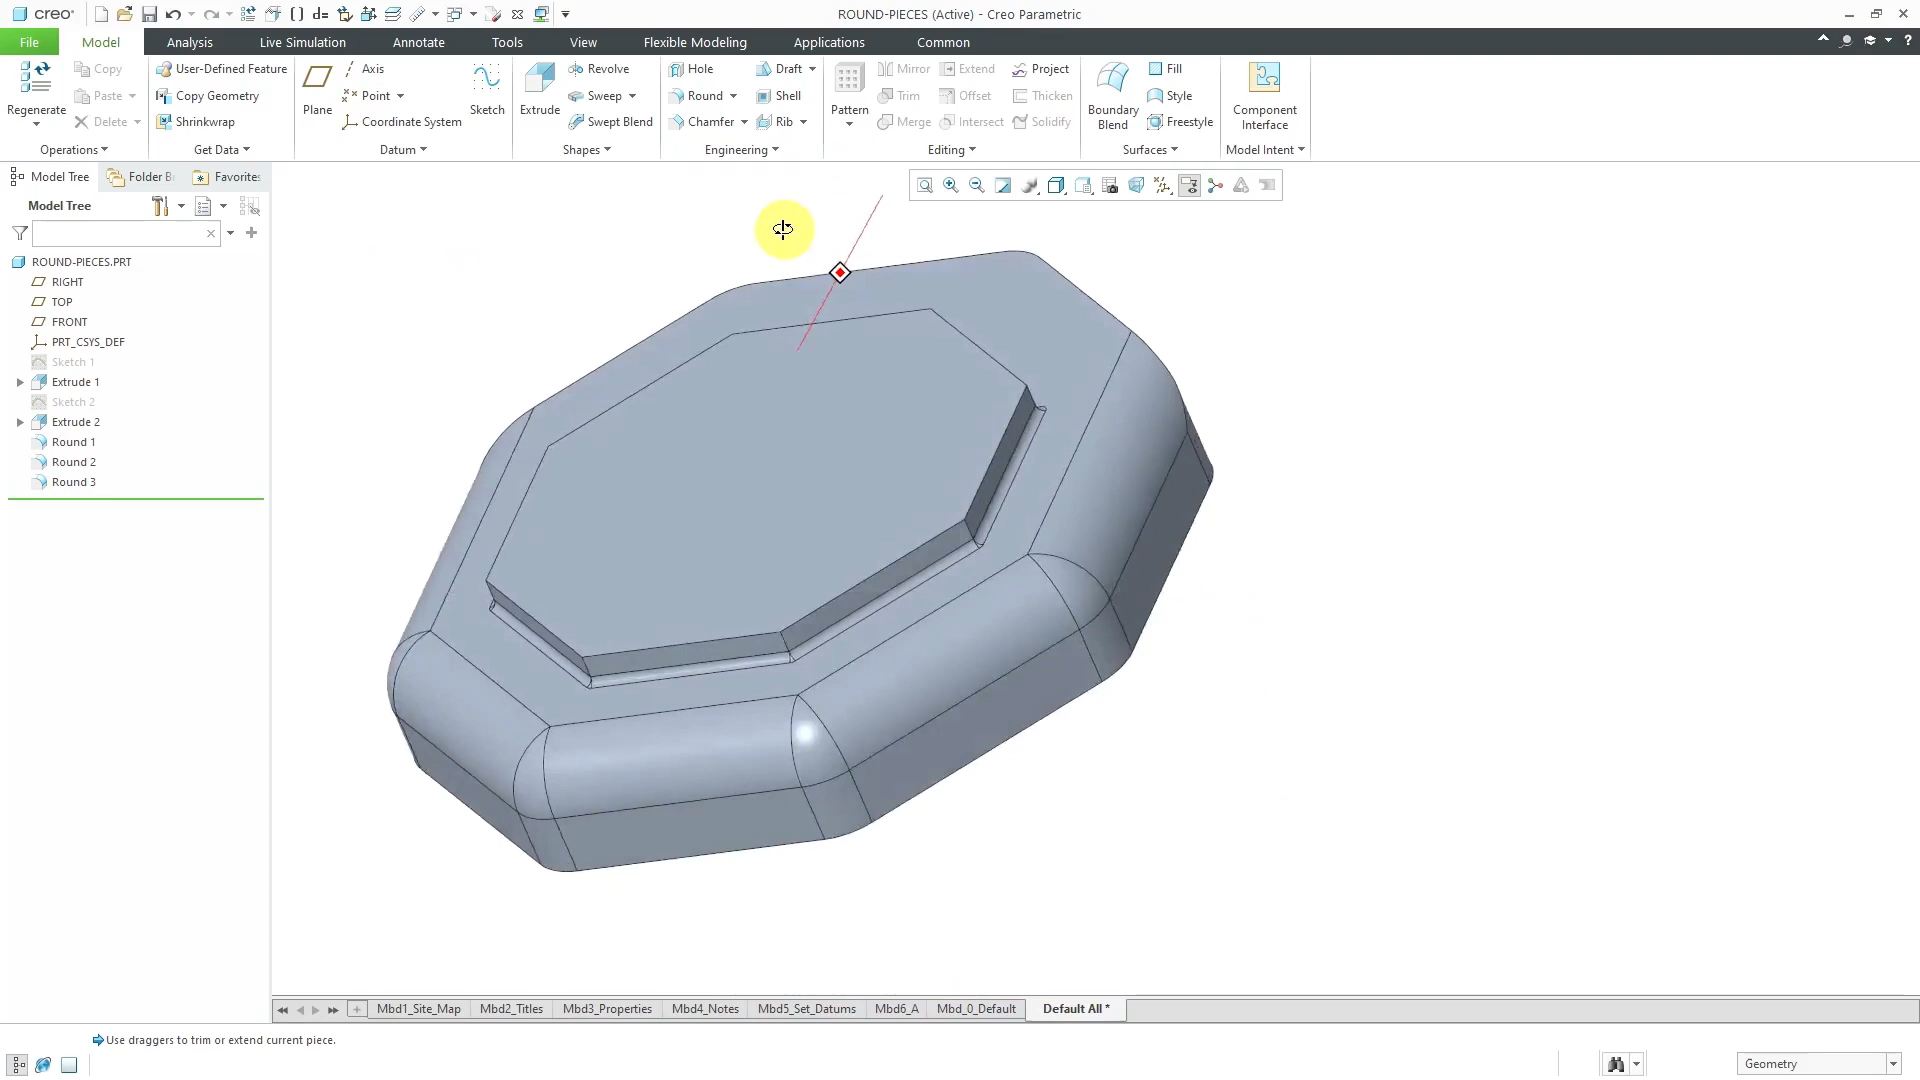 creo
ROUND-PIECES (Active) - Creo Parametric
File Model Analysis Live Simulation Annotate Tools View Flexible Modeling Applications Common
Regenerate
Copy
Paste
Delete
Operations
User-Defined Feature
Copy Geometry
Shrinkwrap
Get Data
Plane
Axis
Point
Coordinate System
Sketch
Datum
Extrude
Revolve
Sweep
Swept Blend
Shapes
Hole
Round
Chamfer
Draft
Shell
Rib
Engineering
Pattern
Mirror
Trim
Merge
Extend
Offset
Intersect
Project
Thicken
Solidify
Editing
Boundary
Blend
Fill
Style
Freestyle
Surfaces
Component
Interface
Model Intent
Model Tree Folder B Favorites
Model Tree
ROUND-PIECES.PRT
RIGHT
TOP
FRONT
PRT_CSYS_DEF
Sketch 1
Extrude 1
Sketch 2
Extrude 2
Round 1
Round 2
Round 3
Mbd1_Site_Map Mbd2_Titles Mbd3_Properties Mbd4_Notes Mbd5_Set_Datums Mbd6_A Mbd_0_Default Default All *
Use draggers to trim or extend current piece.
Geometry